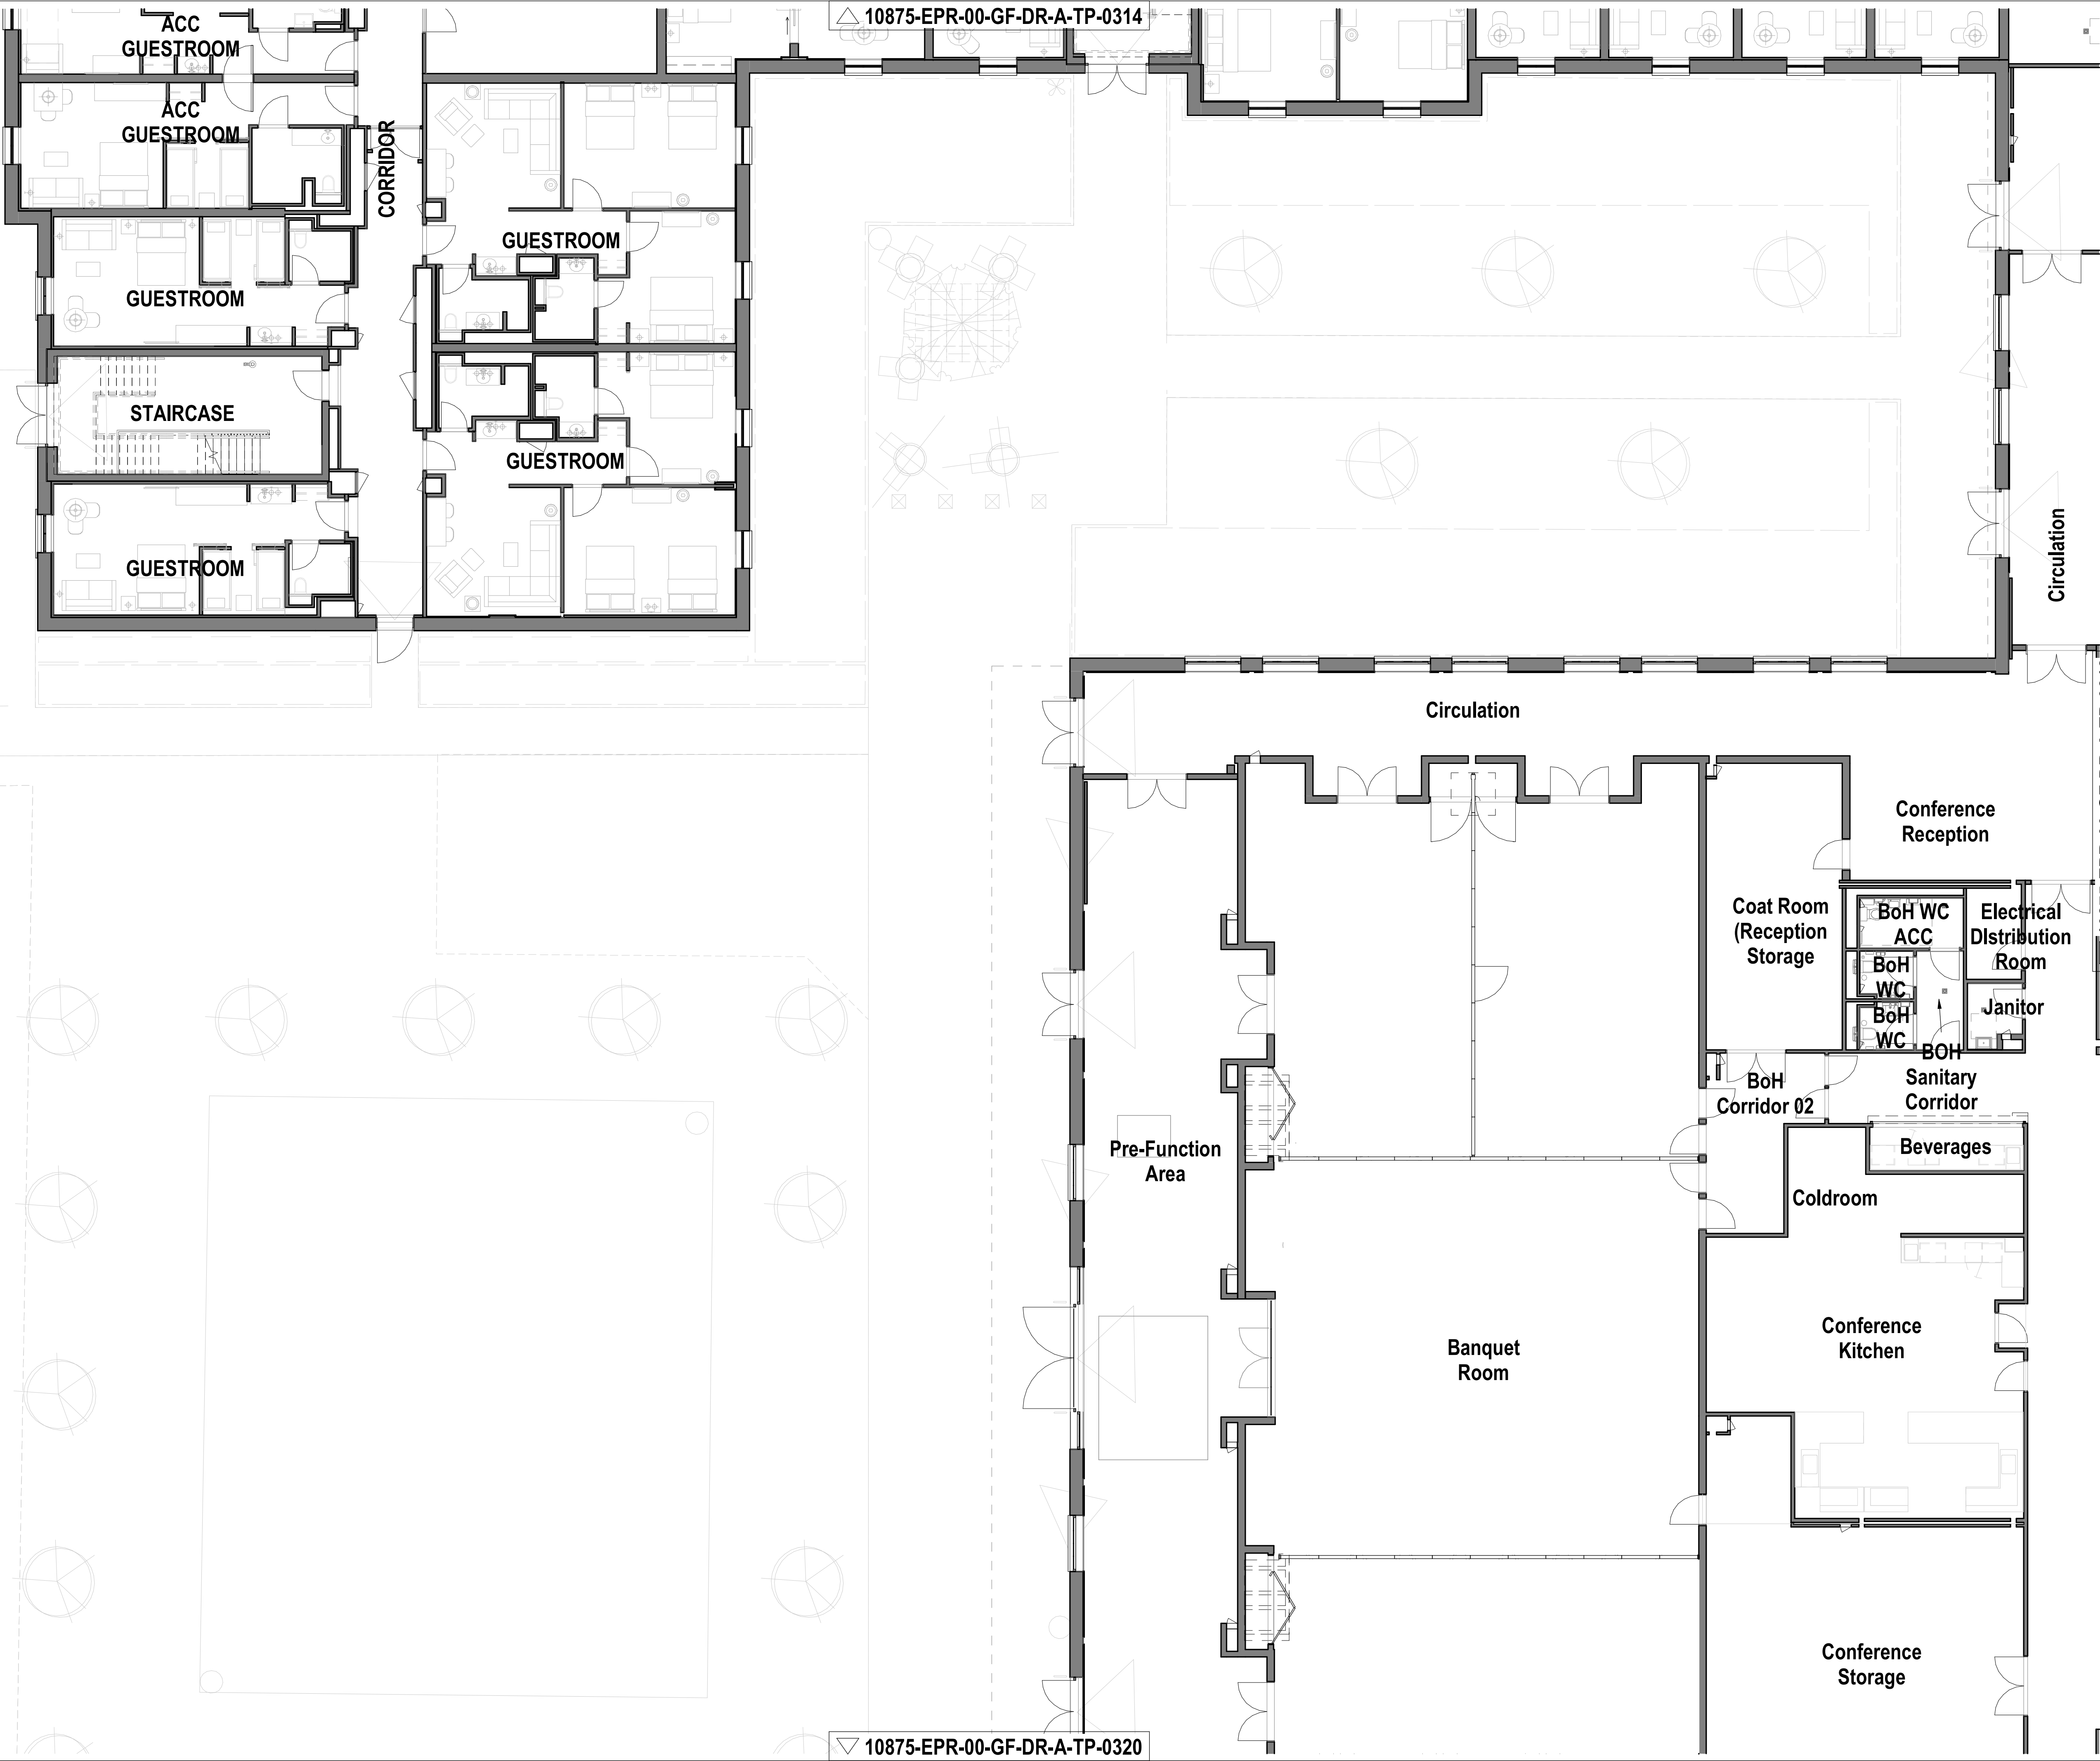 10875-EPR-00-GF-DR-A-TP-0314
ACC
GUESTROOM
ACC
GUESTROOM
CORRIDOR
GUESTROOM
GUESTROOM
STAIRCASE
GUESTROOM
GUESTROOM
Circulation
Circulation
Conference
Reception
Coat Room
(Reception
Storage
BoH WC
ACC
Electrical
DIstribution
Room
BoH
WC
Janitor
BoH
WC
BOH
Sanitary
Corridor
BoH
Corridor 02
Pre-Function
Area
Beverages
Coldroom
Conference
Kitchen
Banquet
Room
Conference
Storage
10875-EPR-00-GF-DR-A-TP-0320